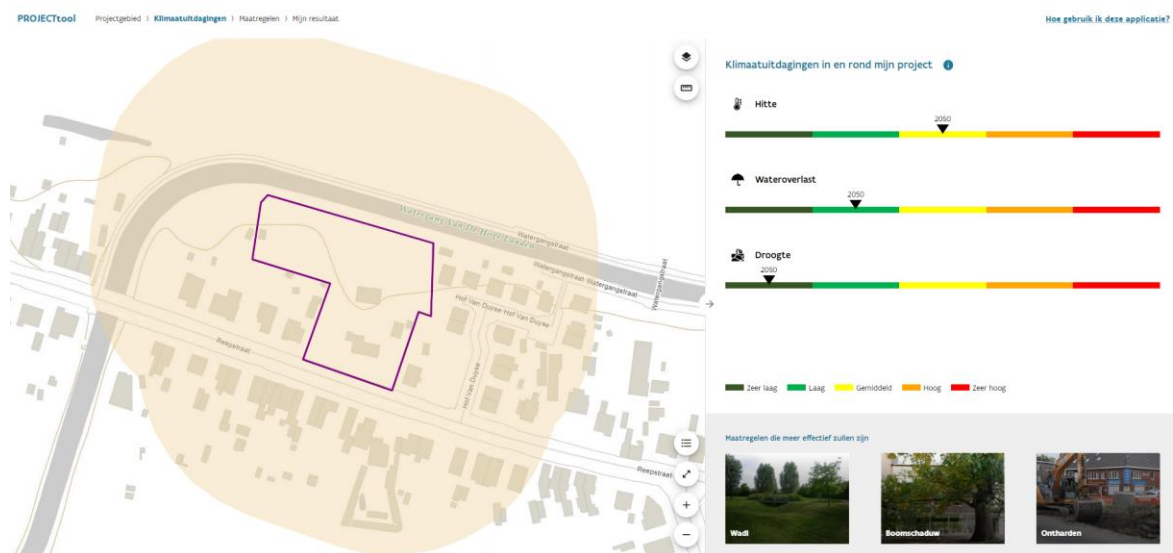 PROJECTtool
Projectgebied > Klimaatuitdagingen > Maatregelen > Mijn resultaat
Hoe gebruik ik deze applicatie?
Watergang Van De Hoge Landen
Watergangstraat
Watergangstraat-Watergangstraat
Watergangstraat
Hof Van Duyse-Hof Van Duyse
Hof Van Duyse
Reepstraat
Reepstraat
Klimaatuitdagingen in en rond mijn project
Hitte
2050
Wateroverlast
2050
Droogte
2050
Zeer laag Laag Gemiddeld Hoog Zeer hoog
Maatregelen die meer effectief zullen zijn
Wadi
Boomschaduw
Ontharden